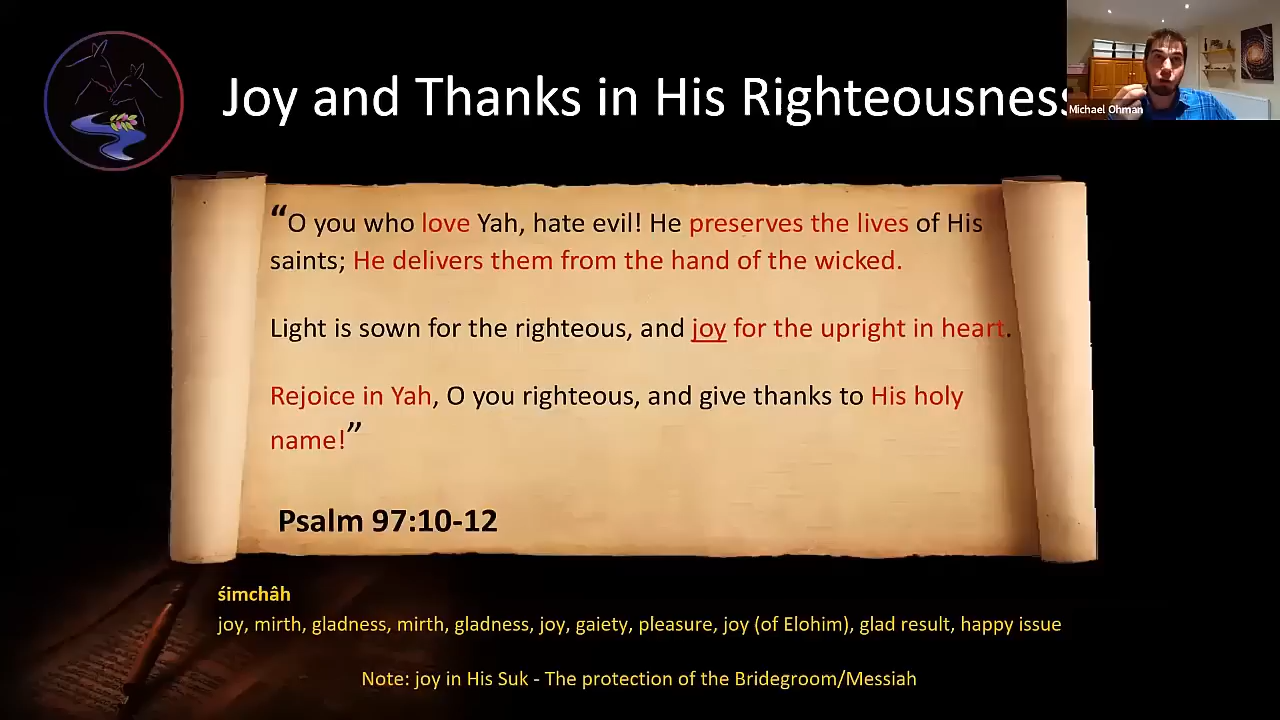 Joy and Thanks in His Righteousness
Michael Ohman
“O you who love Yah, hate evil! He preserves the lives of His
saints; He delivers them from the hand of the wicked.
Light is sown for the righteous, and joy for the upright in heart.
Rejoice in Yah, O you righteous, and give thanks to His holy
name!”
Psalm 97:10-12
śimchâh
joy, mirth, gladness, mirth, gladness, joy, gaiety, pleasure, joy (of Elohim), glad result, happy issue
Note: joy in His Suk - The protection of the Bridegroom/Messiah